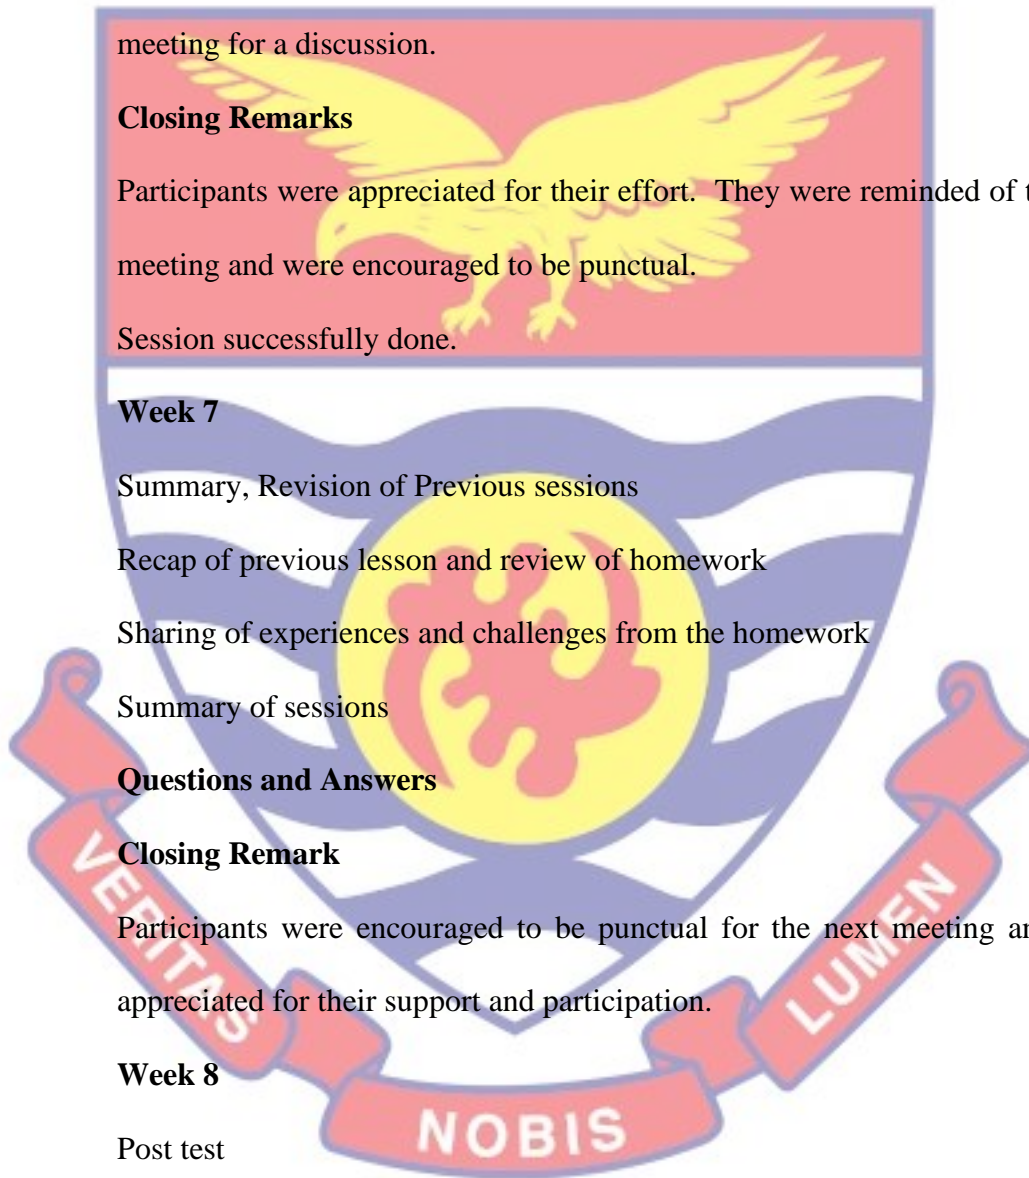 meeting for a discussion.
Closing Remarks
Participants were appreciated for their effort. They were reminded of
meeting and were encouraged to be punctual.
Session successfully done.
Week 7
Summary, Revision of Previous sessions
Recap of previous lesson and review of homework
Sharing of experiences and challenges from the homework
Summary of sessions
Questions and Answers
Closing Remark
Participants were encouraged to be punctual for the next meeting
appreciated for their support and participation.
VERITAS
LUMEN
Week 8
NOBIS
Post test